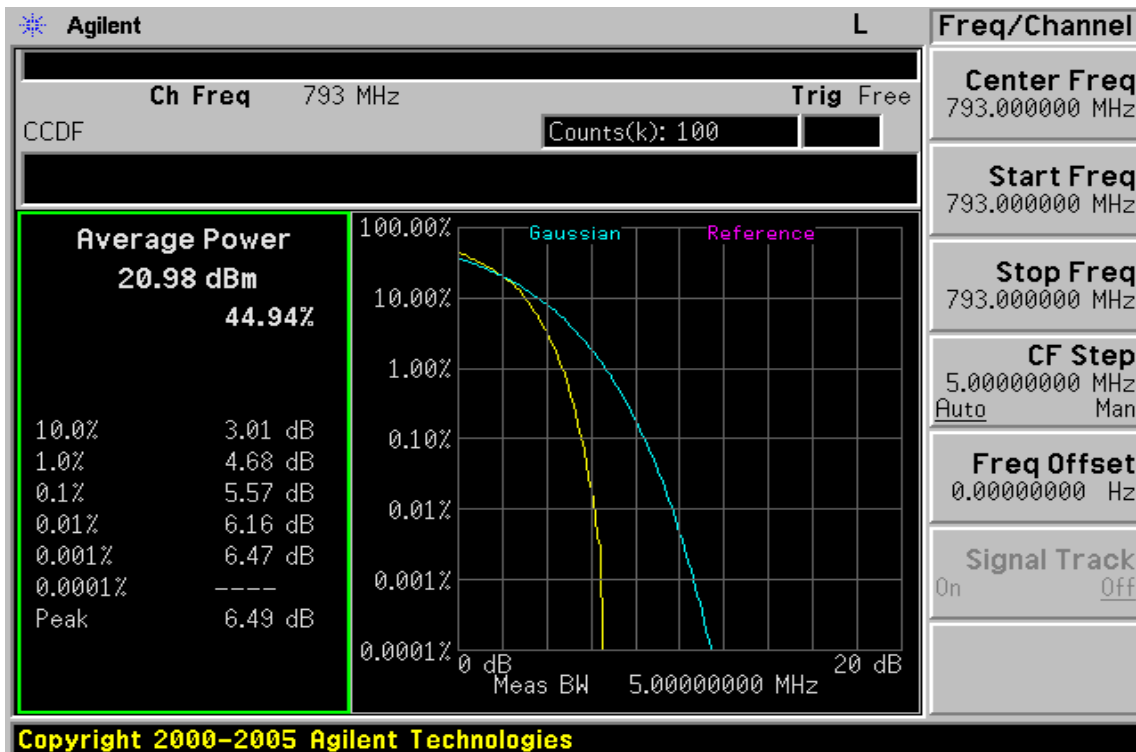 Agilent L
Ch Freq 793 MHz Trig Free
CCDF Counts(k): 100
Average Power
20.98 dBm
44.94%
10.0% 3.01 dB
1.0% 4.68 dB
0.1% 5.57 dB
0.01% 6.16 dB
0.001% 6.47 dB
0.0001% ----
Peak 6.49 dB
Gaussian Reference
100.00%
10.00%
1.00%
0.10%
0.01%
0.001%
0.0001%
0 dB 20 dB
Meas BW 5.00000000 MHz
Freq/Channel
Center Freq
793.000000 MHz
Start Freq
793.000000 MHz
Stop Freq
793.000000 MHz
CF Step
5.00000000 MHz
Auto Man
Freq Offset
0.00000000 Hz
Signal Track
On Off
Copyright 2000-2005 Agilent Technologies